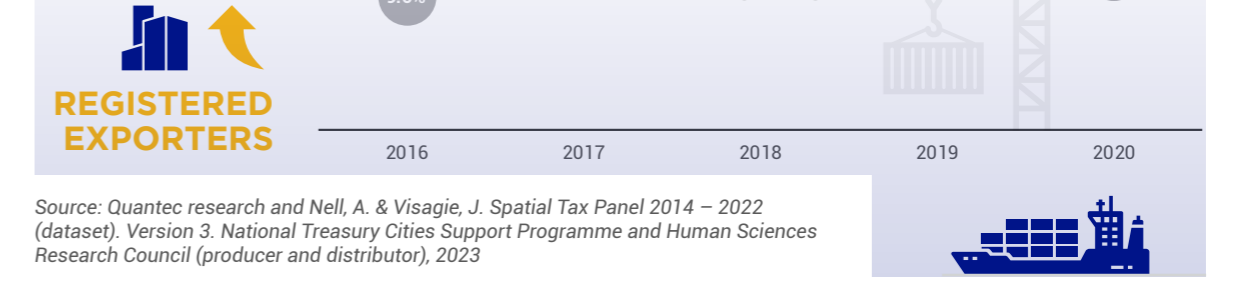 REGISTERED
EXPORTERS
2016
2017
2018
2019
2020
Source: Quantec research and Nell, A. & Visagie, J. Spatial Tax Panel 2014 – 2022
(dataset). Version 3. National Treasury Cities Support Programme and Human Sciences
Research Council (producer and distributor), 2023